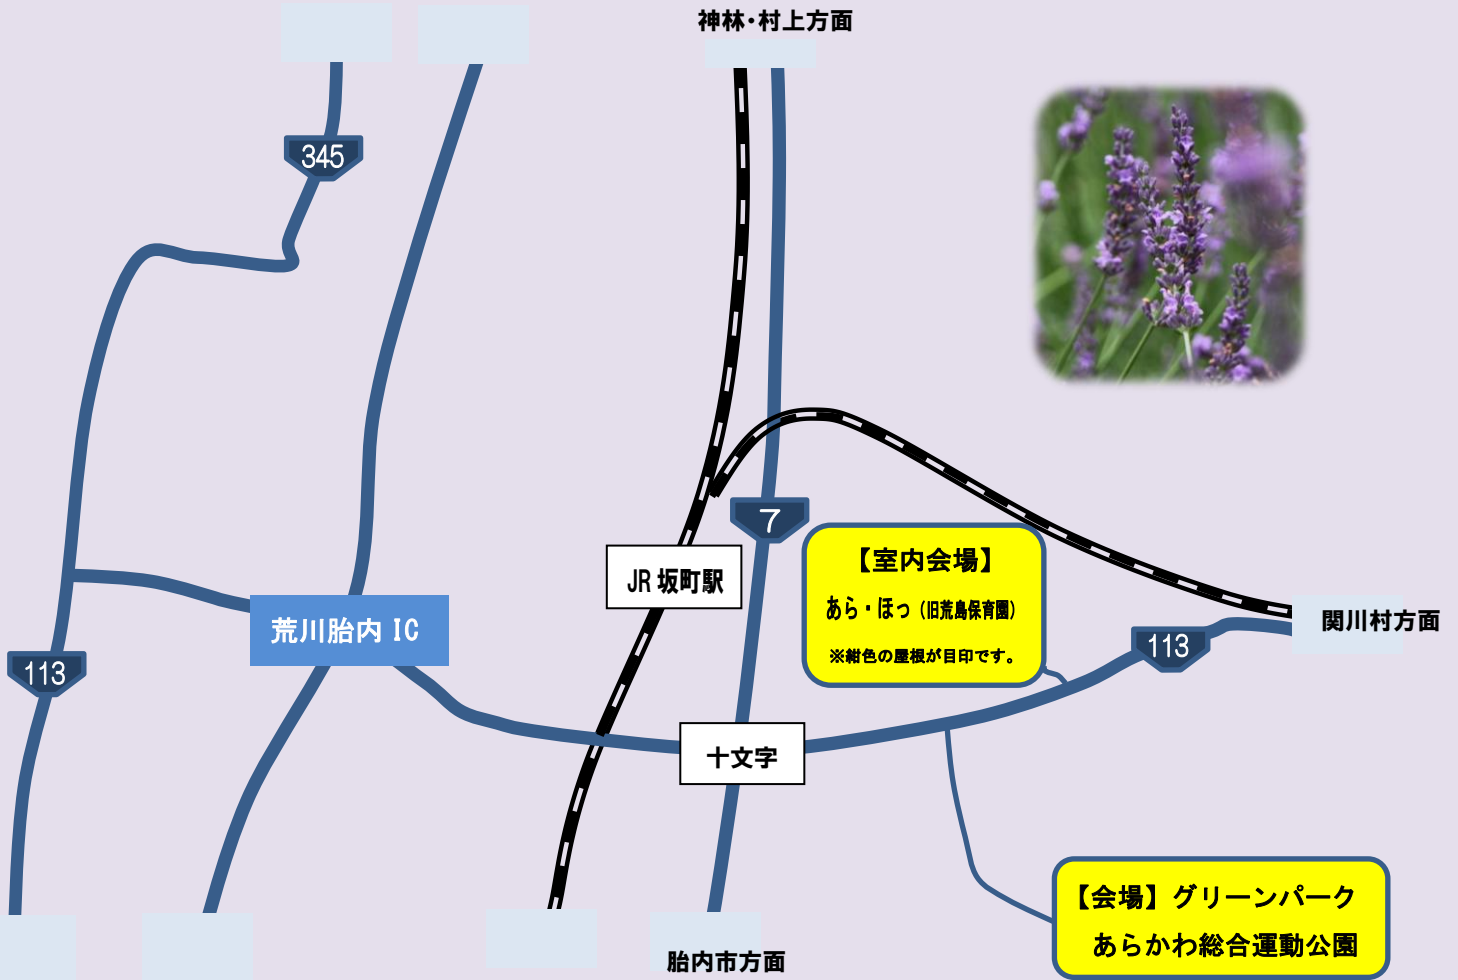 神林・村上方面
345
7
【室内会場】
あら・ほっ（旧荒島保育園）
※紺色の屋根が目印です。
JR 坂町駅
荒川胎内 IC
関川村方面
113
113
十文字
【会場】グリーンパーク
あらかわ総合運動公園
胎内市方面